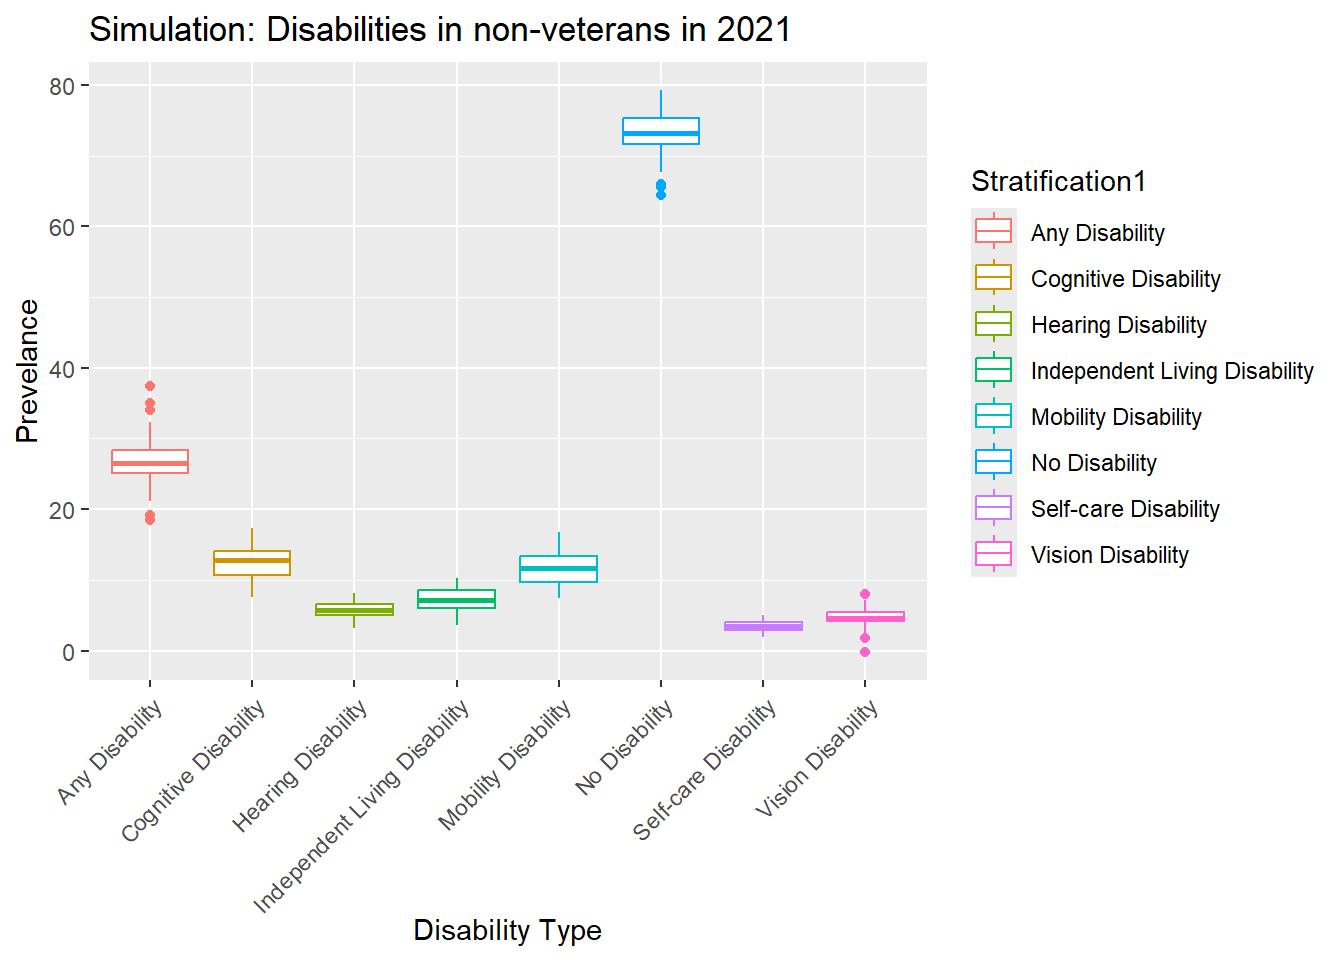 Simulation: Disabilities in non-veterans in 2021
Prevelance
80
60
40
20
0
Any Disability
Cognitive Disability
Hearing Disability
Independent Living Disability
Mobility Disability
No Disability
Self-care Disability
Vision Disability
Disability Type
Stratification1
Any Disability
Cognitive Disability
Hearing Disability
Independent Living Disability
Mobility Disability
No Disability
Self-care Disability
Vision Disability